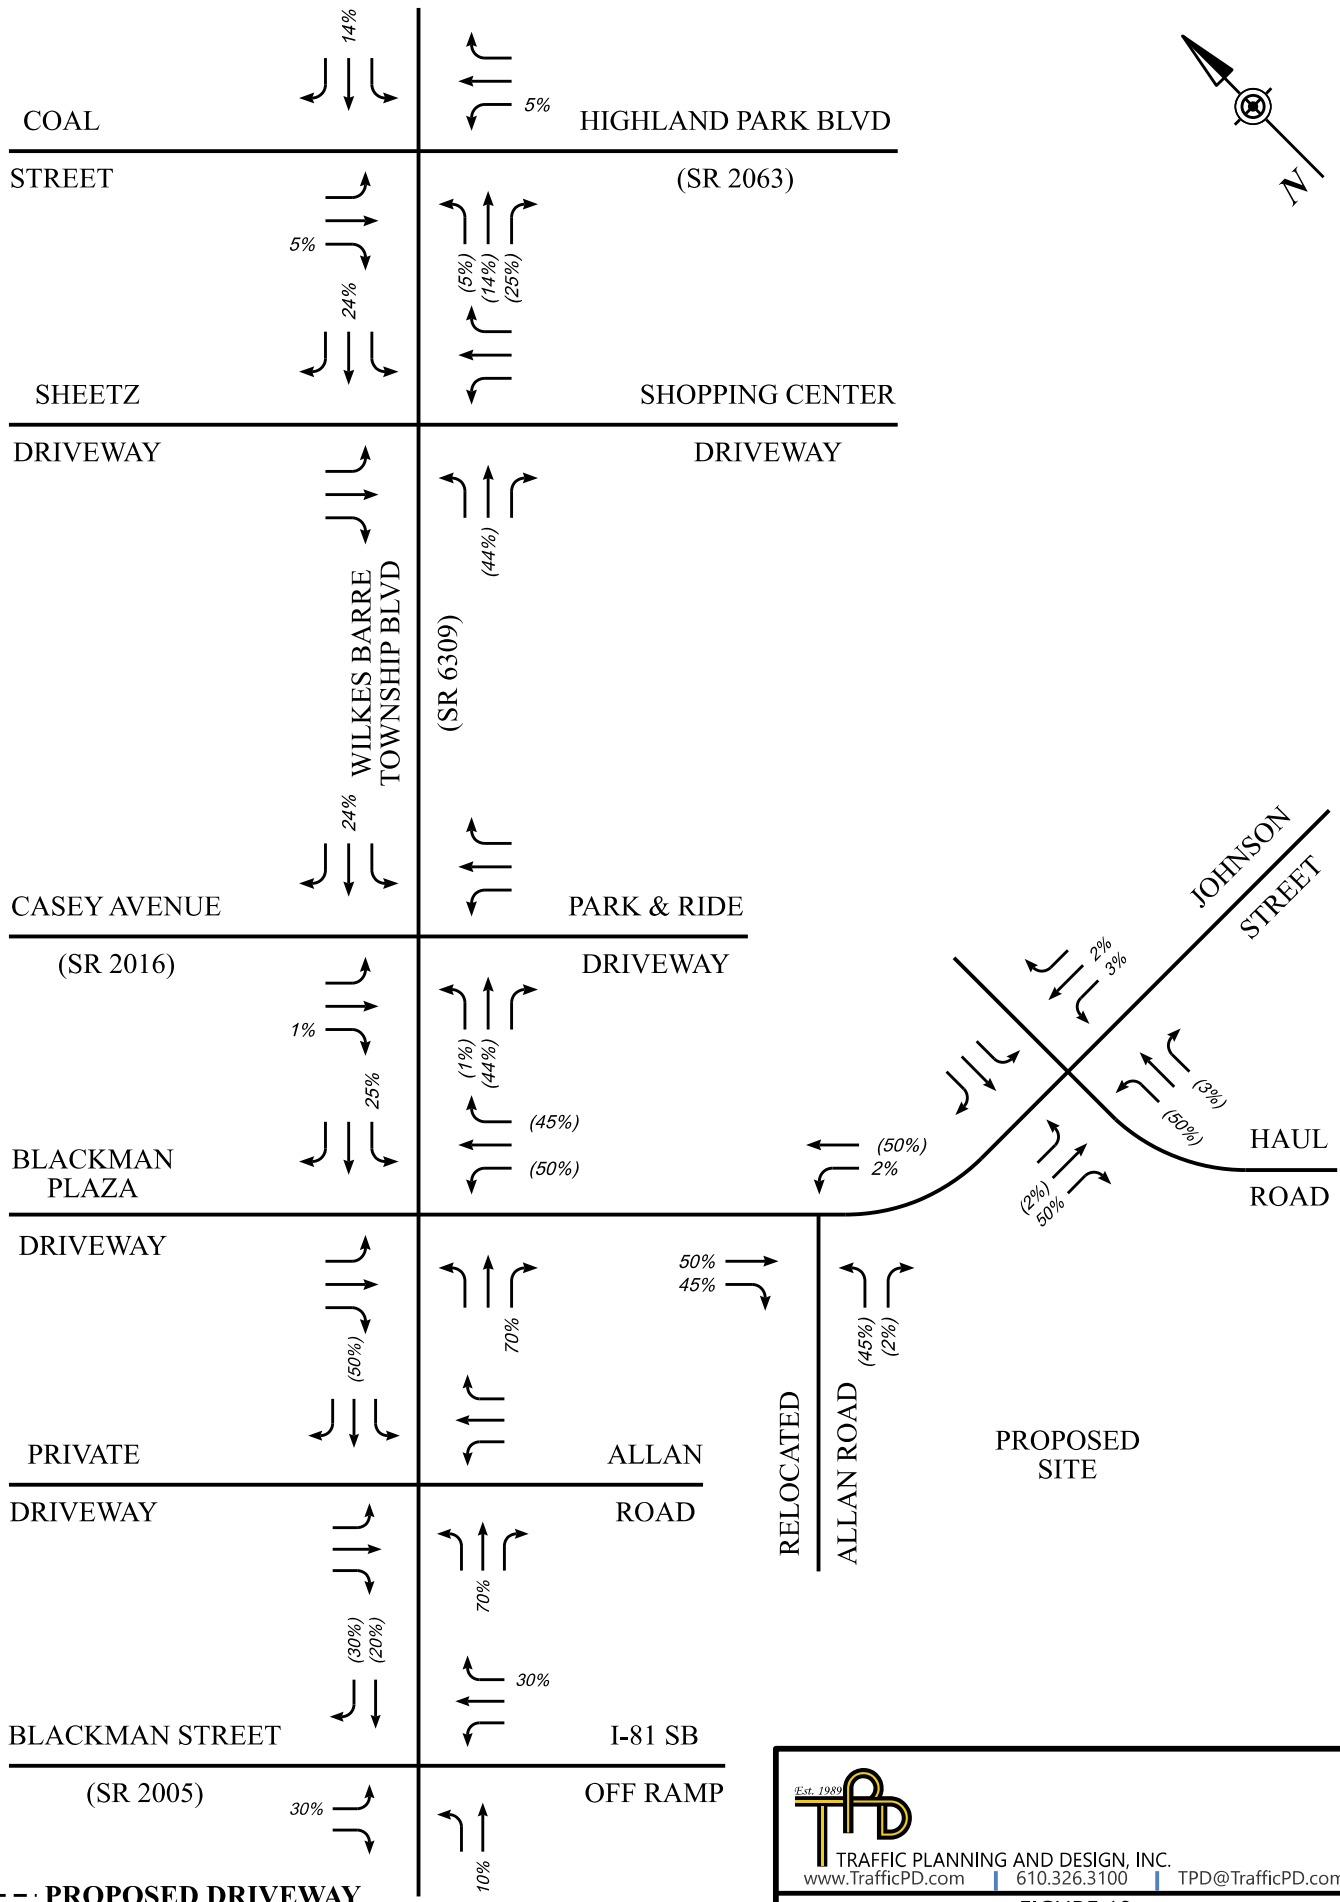 14%
5%
COAL
HIGHLAND PARK BLVD
STREET
(SR 2063)
5%
(5%)
(14%)
(25%)
24%
SHEETZ
SHOPPING CENTER
DRIVEWAY
DRIVEWAY
(44%)
WILKES BARRE
TOWNSHIP BLVD
(SR 6309)
24%
CASEY AVENUE
PARK & RIDE
(SR 2016)
DRIVEWAY
1%
(1%)
(44%)
25%
(45%)
(50%)
BLACKMAN
PLAZA
DRIVEWAY
(50%)
2%
50%
45%
(45%)
(2%)
RELOCATED
ALLAN ROAD
JOHNSON
STREET
2%
3%
(3%)
(50%)
(2%)
50%
HAUL
ROAD
N
PROPOSED
SITE
70%
(50%)
PRIVATE
ALLAN
DRIVEWAY
ROAD
70%
(30%)
(20%)
30%
BLACKMAN STREET
I-81 SB
(SR 2005)
OFF RAMP
30%
10%
PROPOSED DRIVEWAY
Est. 1989
TPD
TRAFFIC PLANNING AND DESIGN, INC.
www.TrafficPD.com | 610.326.3100 | TPD@TrafficPD.com